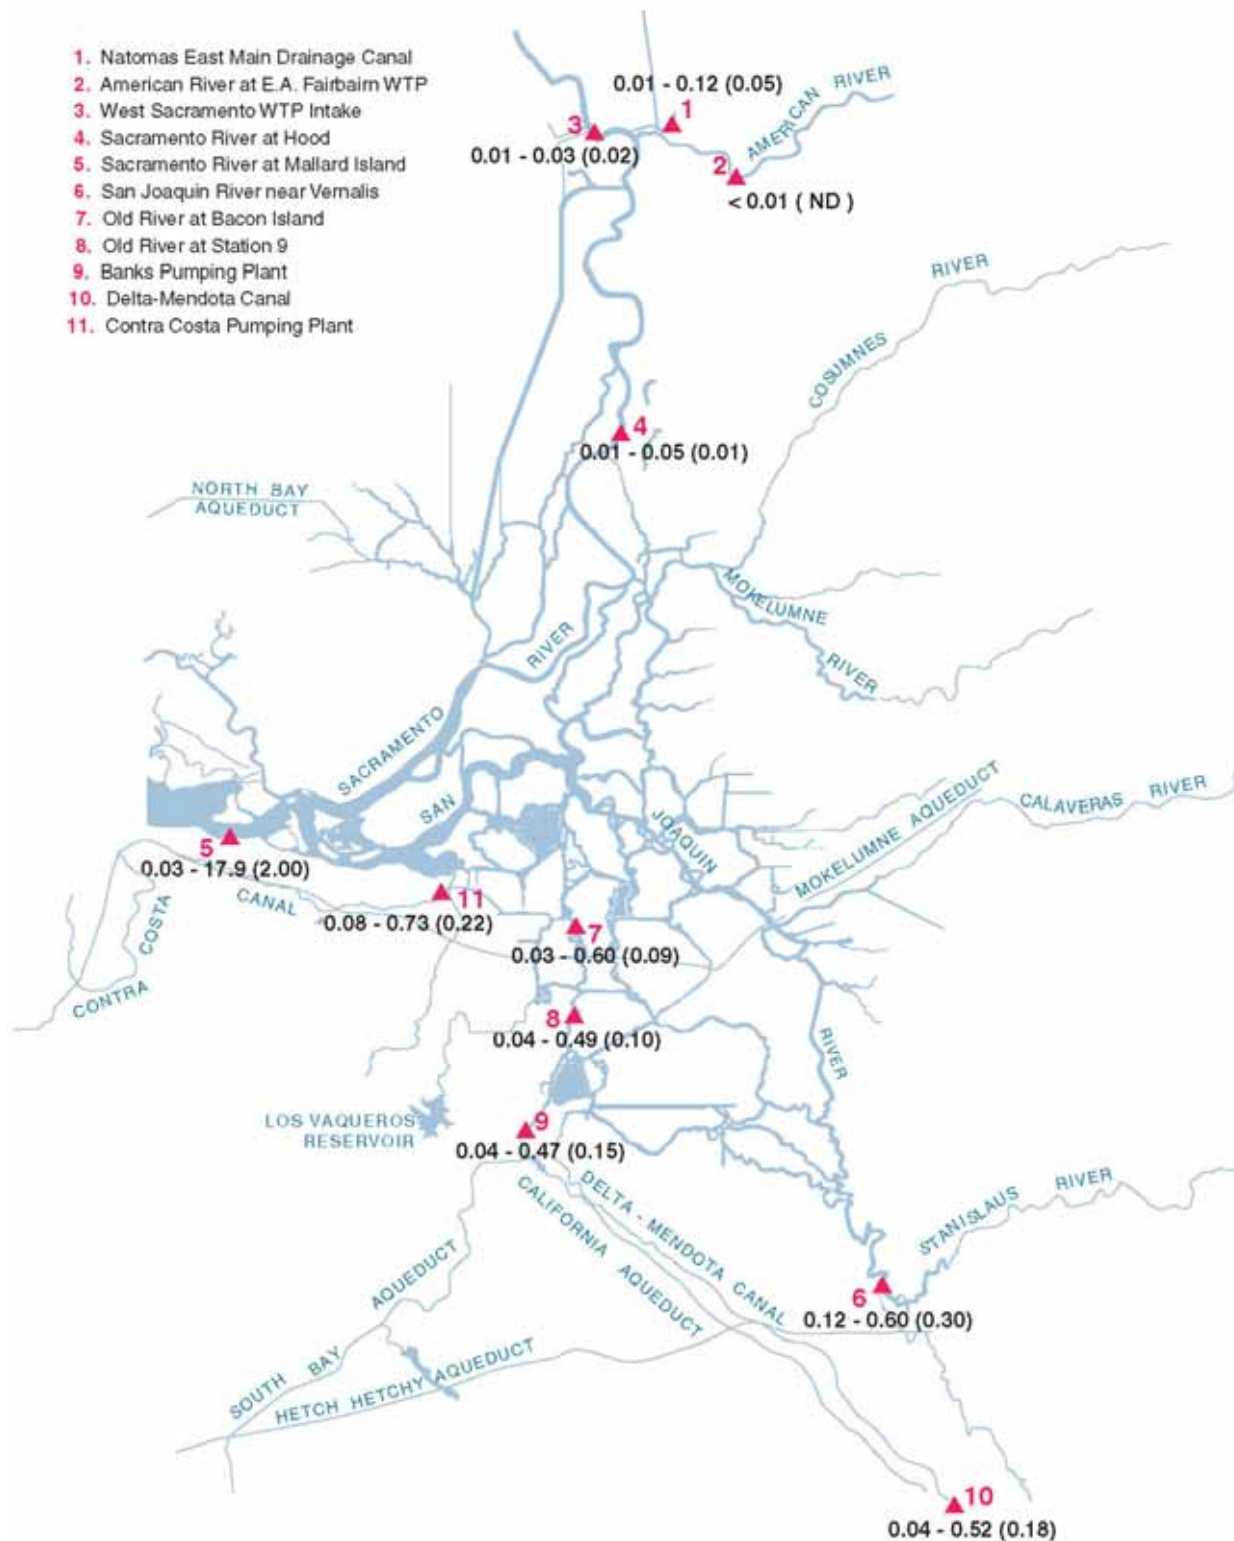 1. Natomas East Main Drainage Canal
2. American River at E.A. Fairbairn WTP
3. West Sacramento WTP Intake
4. Sacramento River at Hood
5. Sacramento River at Mallard Island
6. San Joaquin River near Vernalis
7. Old River at Bacon Island
8. Old River at Station 9
9. Banks Pumping Plant
10. Delta-Mendota Canal
11. Contra Costa Pumping Plant
0.01 - 0.12 (0.05)
1
AMERICAN RIVER
3
0.01 - 0.03 (0.02)
2
< 0.01 ( ND )
COSUMNES RIVER
4
0.01 - 0.05 (0.01)
NORTH BAY
AQUEDUCT
MOKELUMNE RIVER
SACRAMENTO RIVER
SAN JOAQUIN RIVER
MOKELUMNE AQUEDUCT
CALAVERAS RIVER
5
0.03 - 17.9 (2.00)
CONTRA COSTA CANAL
11
0.08 - 0.73 (0.22)
7
0.03 - 0.60 (0.09)
8
0.04 - 0.49 (0.10)
LOS VAQUEROS
RESERVOIR
9
0.04 - 0.47 (0.15)
DELTA - MENDOTA CANAL
CALIFORNIA AQUEDUCT
STANISLAUS RIVER
6
0.12 - 0.60 (0.30)
SOUTH BAY AQUEDUCT
HETCH HETCHY AQUEDUCT
10
0.04 - 0.52 (0.18)